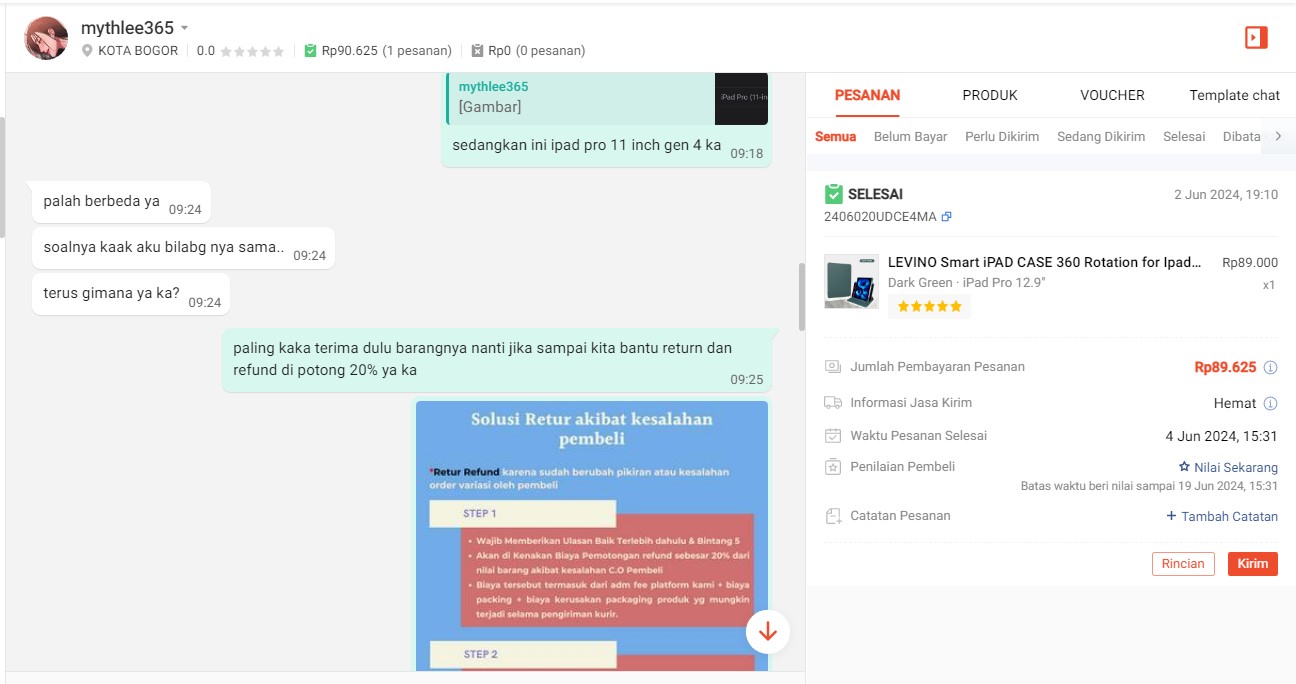 mythlee365
KOTA BOGOR
0.0
Rp90.625 (1 pesanan)
Rp0 (0 pesanan)
mythlee365
[Gambar]
iPad Pro (11-in
sedangkan ini ipad pro 11 inch gen 4 ka
09:18
palah berbeda ya
09:24
soalnya kaak aku bilabg nya sama..
09:24
terus gimana ya ka?
09:24
paling kaka terima dulu barangnya nanti jika sampai kita bantu return dan
refund di potong 20% ya ka
09:25
Solusi Retur akibat kesalahan
pembeli
*Retur Refund karena sudah berubah pikiran atau kesalahan
order variasi oleh pembeli
STEP 1
• Wajib Memberikan Ulasan Baik Terlebih dahulu & Bintang 5
• Akan di Kenakan Biaya Pemotongan refund sebesar 20% dari
nilai barang akibat kesalahan C.O Pembeli
• Biaya tersebut termasuk dari adm fee platform kami + biaya
packing + biaya kerusakan packaging produk yg mungkin
terjadi selama pengiriman kurir.
STEP 2
PESANAN
PRODUK
VOUCHER
Template chat
Semua
Belum Bayar
Perlu Dikirim
Sedang Dikirim
Selesai
Dibata
SELESAI
2 Jun 2024, 19:10
2406020UDCE4MA
LEVINO Smart iPAD CASE 360 Rotation for Ipad...
Rp89.000
Dark Green · iPad Pro 12.9"
x1
Jumlah Pembayaran Pesanan
Rp89.625
Informasi Jasa Kirim
Hemat
Waktu Pesanan Selesai
4 Jun 2024, 15:31
Penilaian Pembeli
Nilai Sekarang
Batas waktu beri nilai sampai 19 Jun 2024, 15:31
Catatan Pesanan
+ Tambah Catatan
Rincian
Kirim